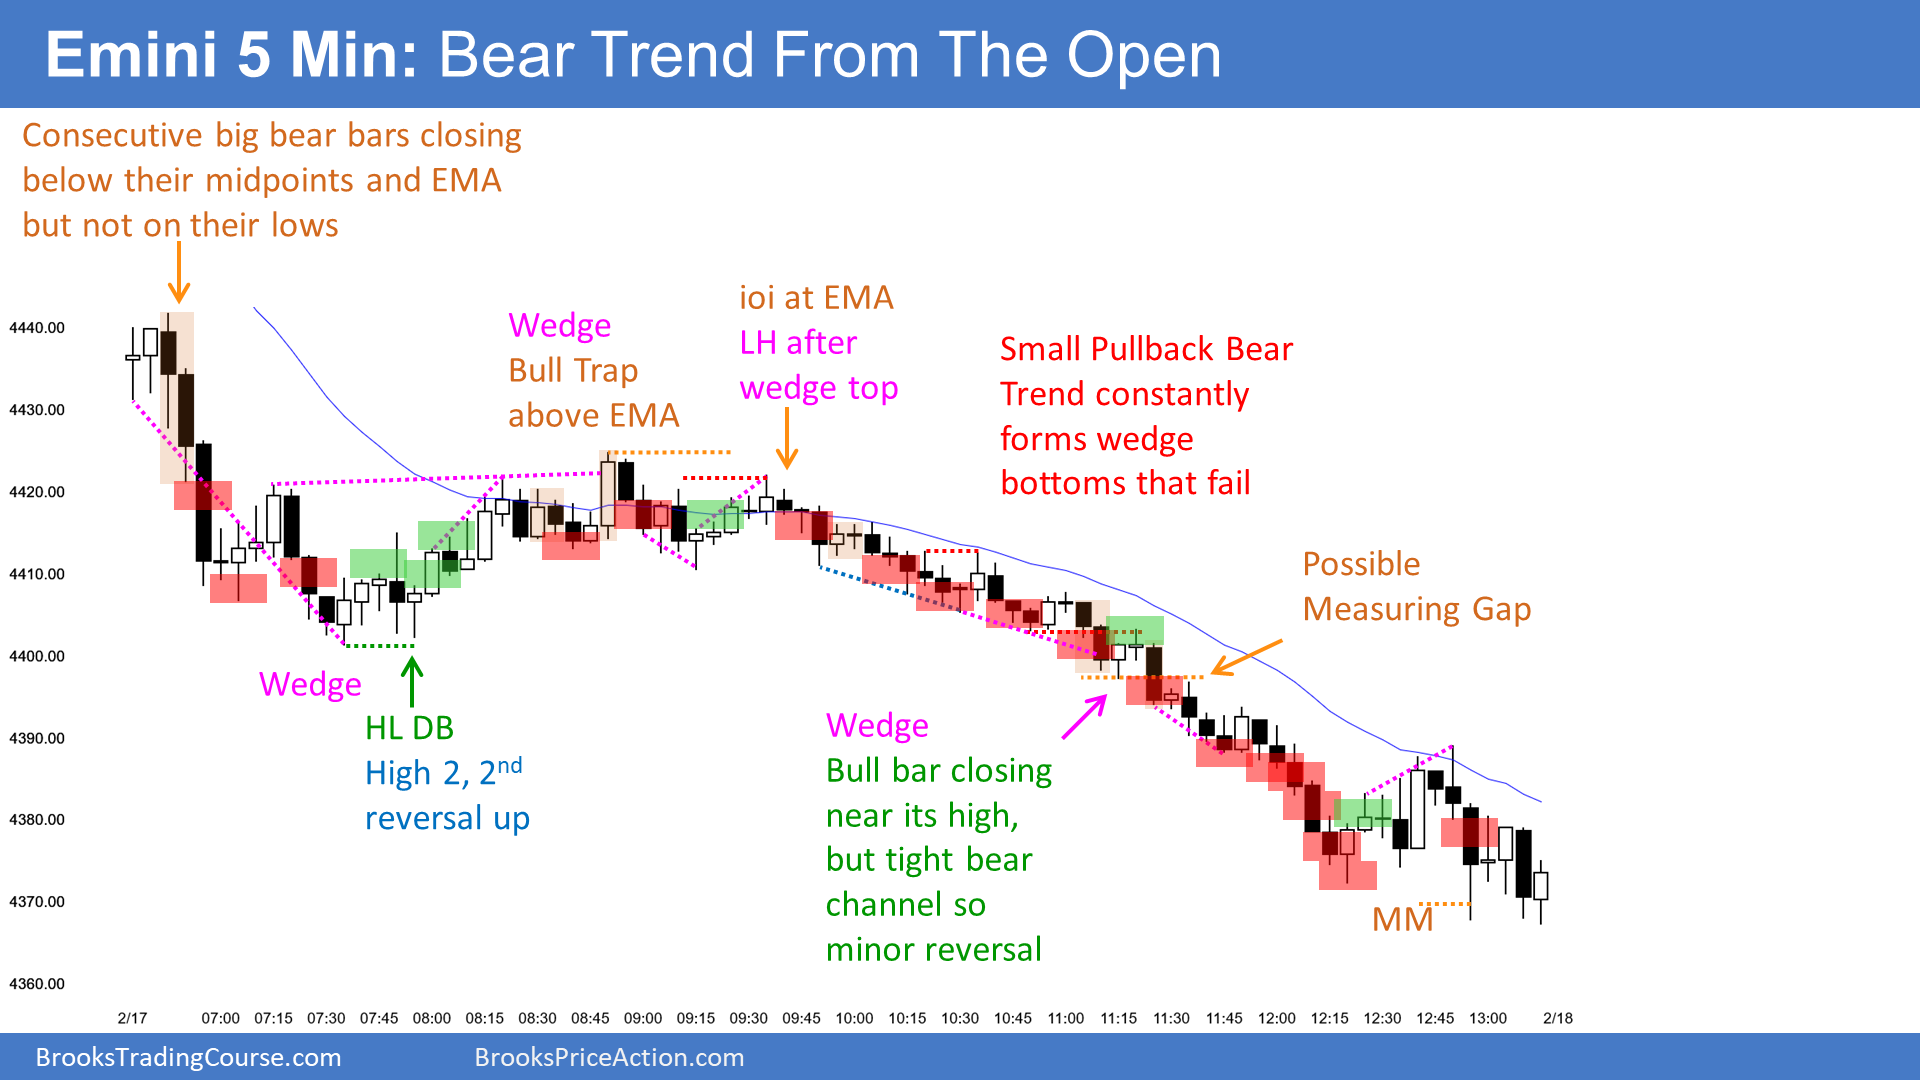 Emini 5 Min: Bear Trend From The Open
Consecutive big bear bars closing
below their midpoints and EMA
but not on their lows
Wedge
Bull Trap
above EMA
ioi at EMA
LH after
wedge top
Small Pullback Bear
Trend constantly
forms wedge
bottoms that fail
Possible
Measuring Gap
Wedge
HL DB
High 2, 2nd
reversal up
Wedge
Bull bar closing
near its high,
but tight bear
channel so
minor reversal
MM
4440.00
4430.00
4420.00
4410.00
4400.00
4390.00
4380.00
4370.00
4360.00
2/17 07:00 07:15 07:30 07:45 08:00 08:15 08:30 08:45 09:00 09:15 09:30 09:45 10:00 10:15 10:30 10:45 11:00 11:15 11:30 11:45 12:00 12:15 12:30 12:45 13:00 2/18
BrooksTradingCourse.com BrooksPriceAction.com